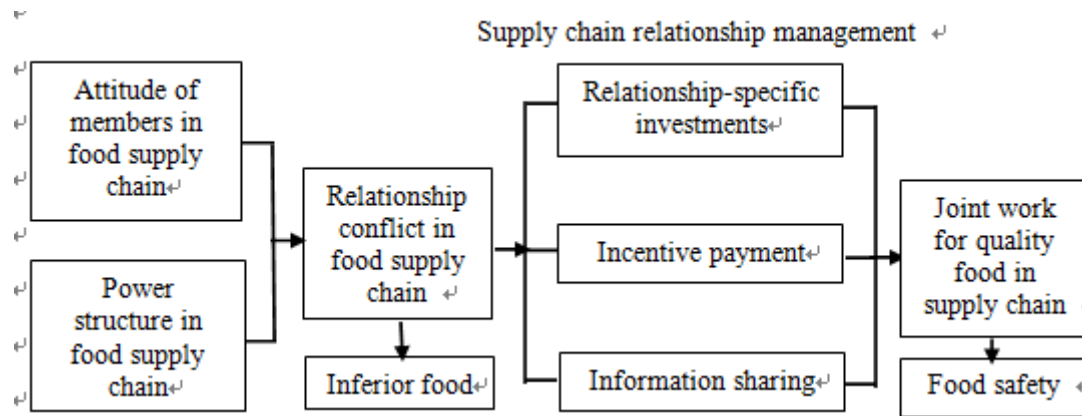 Supply chain relationship management
Attitude of
members in
food supply
chain
Power
structure in
food supply
chain
Relationship
conflict in
food supply
chain
Inferior food
Relationship-specific
investments
Incentive payment
Information sharing
Joint work
for quality
food in
supply chain
Food safety